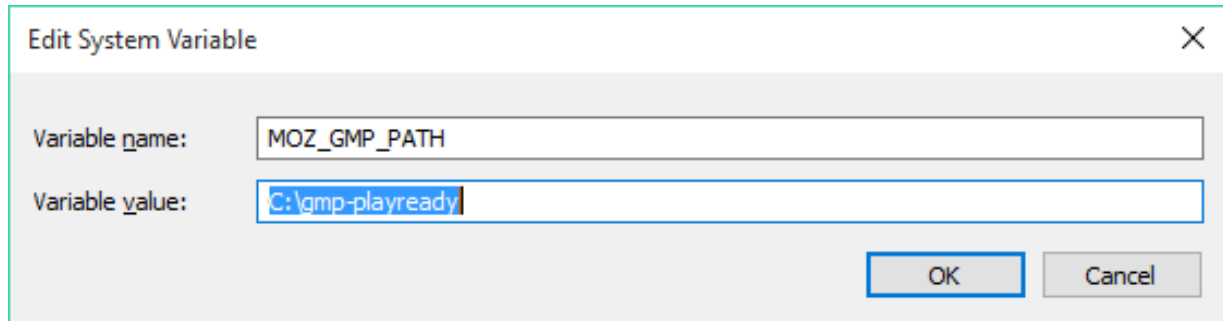 Edit System Variable
Variable name: MOZ_GMP_PATH
Variable value: C:\gmp-playready
OK Cancel